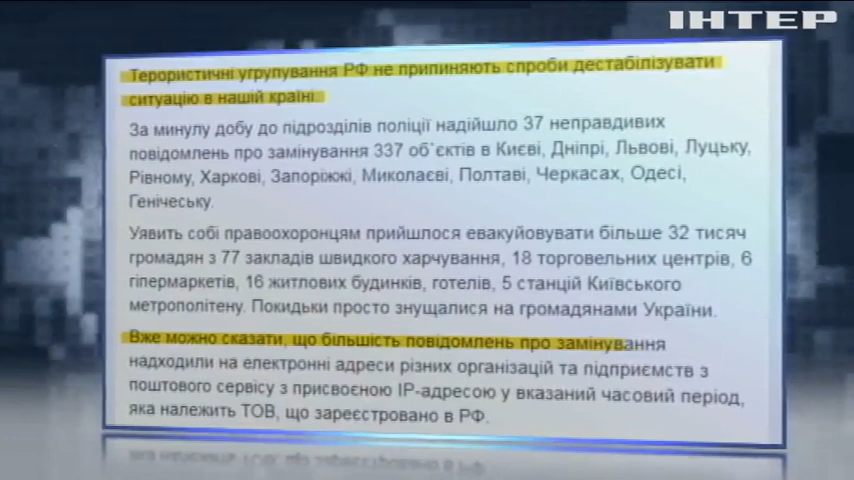 ІНТЕР
Терористичні угрупування РФ не припиняють спроби дестабілізувати
ситуацію в нашій країні.
За минулу добу до підрозділів поліції надійшло 37 неправдивих
повідомлень про замінування 337 об`єктів в Києві, Дніпрі, Львові, Луцьку,
Рівному, Харкові, Запоріжжі, Миколаєві, Полтаві, Черкасах, Одесі,
Генічеську.
Уявить собі правоохоронцям прийшлося евакуйовувати більше 32 тисяч
громадян з 77 закладів швидкого харчування, 18 торговельних центрів, 6
гіпермаркетів, 16 житлових будинків, готелів, 5 станцій Київського
метрополітену. Покидьки просто знущалися на громадянами України.
Вже можно сказати, що більшість повідомлень про замінування
надходили на електронні адреси різних організацій та підприємств з
поштового сервісу з присвоєною IP-адресою у вказаний часовий період,
яка належить ТОВ, що зареєстровано в РФ.